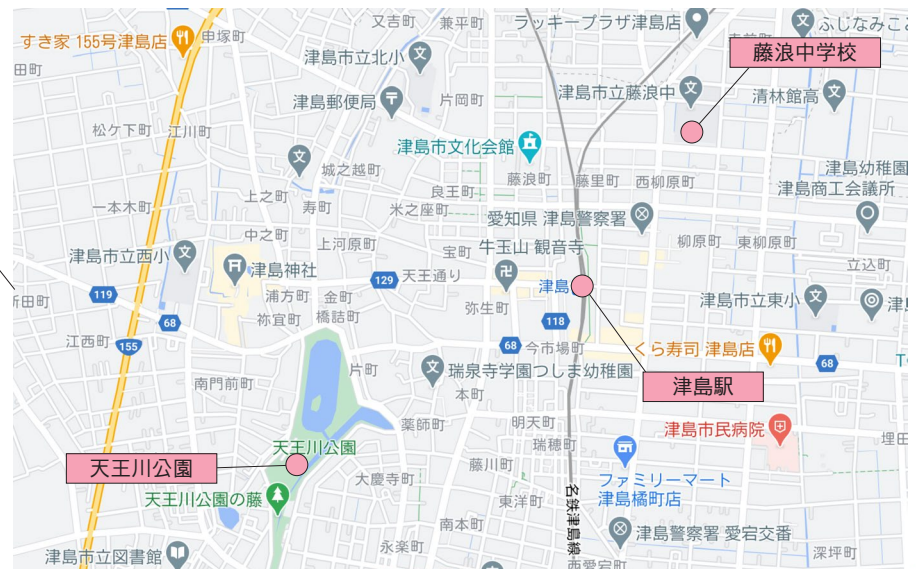 又吉町
兼平町
ラッキープラザ津島店
ふじなみこ
すき家 155号津島店
申塚町
藤浪中学校
津島市立北小
田町
津島市立藤浪中
清林館高
津島郵便局
片岡町
松ケ下町
江川町
津島市文化会館
城之越町
津島幼稚園
藤浪町
藤里町
西柳原町
津島商工会議所
上之町
良王町
一本木町
寿町
米之座町
愛知県 津島警察署
中之町
上河原町
宝町
牛玉山 観音寺
柳原町
東柳原町
津島市立西小
津島神社
129
天王通り
津島
立込町
119
新田町
浦方町
金町
弥生町
津島市立東小
津島
68
祢宜町
橋詰町
118
江西町
155
68
今市場町
くら寿司 津島店
68
片町
瑞泉寺学園つしま幼稚園
南門前町
本町
津島駅
薬師町
明天町
津島市民病院
瑞穂町
埋田
天王川公園
天王川公園
藤川町
大慶寺町
ファミリーマート
津島橘町店
天王川公園の藤
東洋町
名鉄津島線
南本町
津島警察署 愛宕交番
永楽町
津島市立図書館
深坪町
西愛宕町